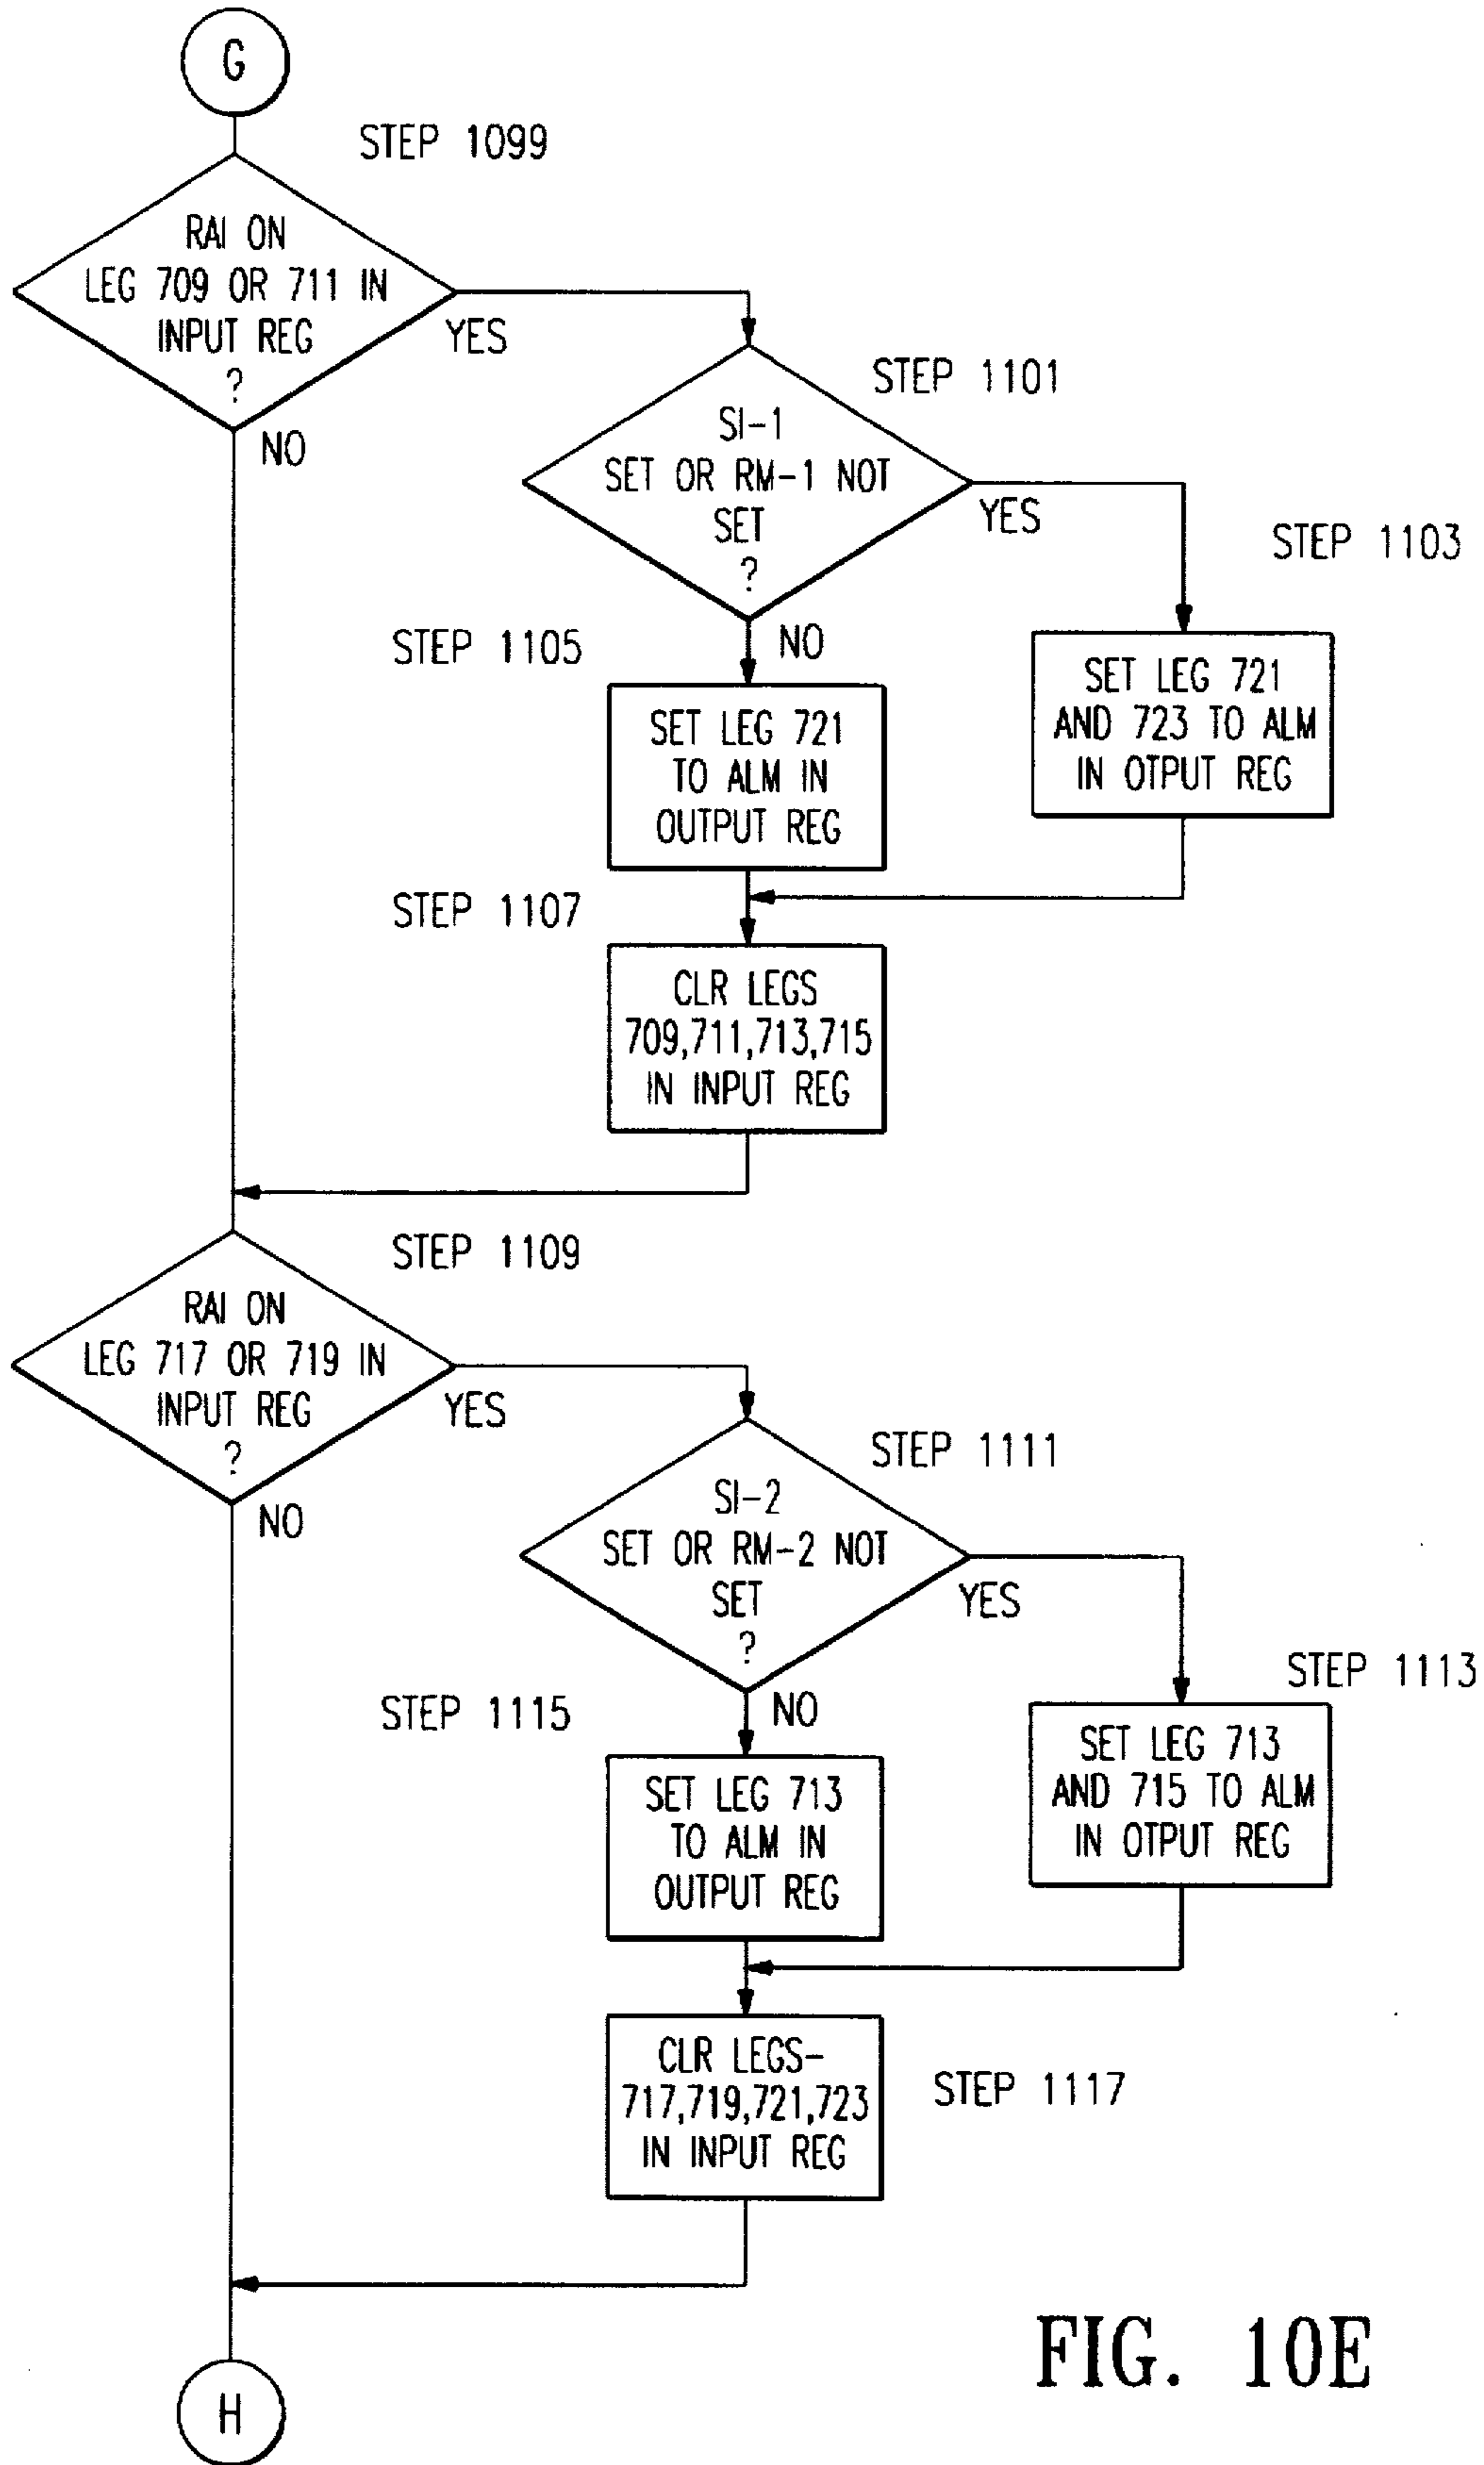 G
STEP 1099
RAI ON
LEG 709 OR 711 IN
INPUT REG
?
YES
NO
STEP 1101
SI-1
SET OR RM-1 NOT
SET
?
YES
NO
STEP 1103
SET LEG 721
AND 723 TO ALM
IN OTPUT REG
STEP 1105
SET LEG 721
TO ALM IN
OUTPUT REG
STEP 1107
CLR LEGS
709,711,713,715
IN INPUT REG
STEP 1109
RAI ON
LEG 717 OR 719 IN
INPUT REG
?
YES
NO
STEP 1111
SI-2
SET OR RM-2 NOT
SET
?
YES
NO
STEP 1113
SET LEG 713
AND 715 TO ALM
IN OTPUT REG
STEP 1115
SET LEG 713
TO ALM IN
OUTPUT REG
CLR LEGS-
717,719,721,723
IN INPUT REG
STEP 1117
H
FIG. 10E